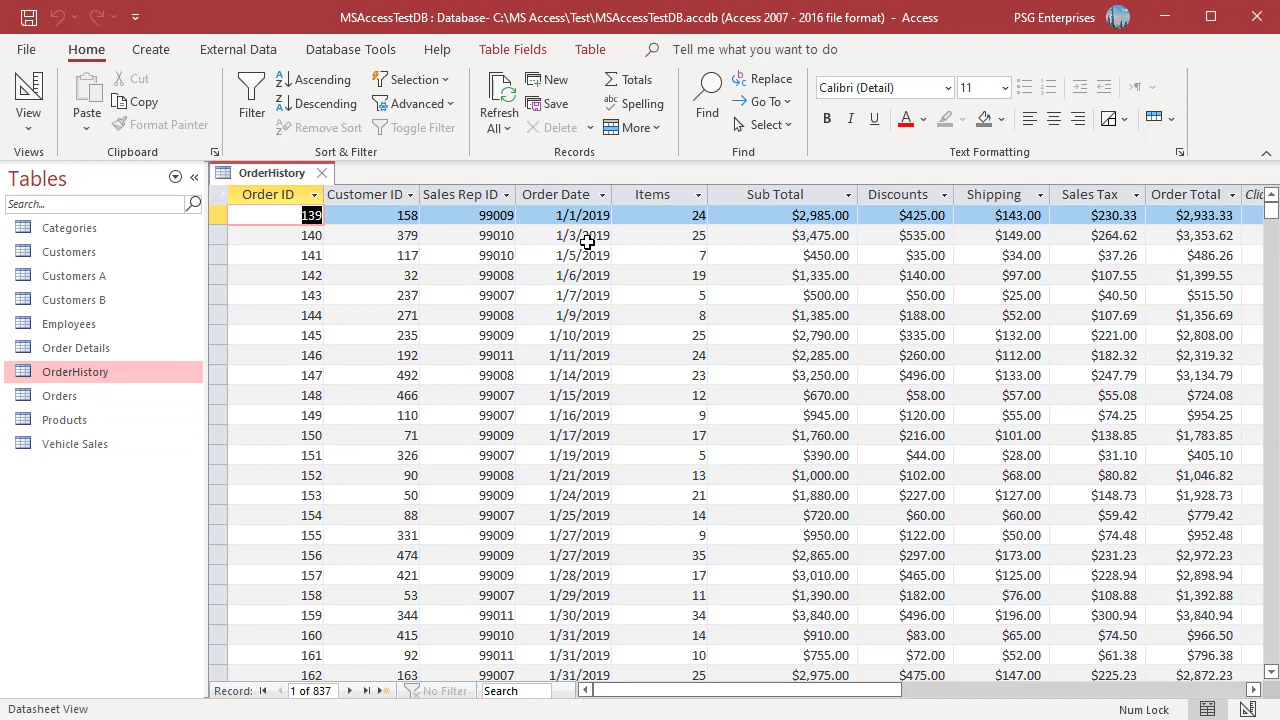 MSAccessTestDB : Database- C:\MS Access\Test\MSAccessTestDB.accdb (Access 2007 - 2016 file format) - Access
PSG Enterprises
File Home Create External Data Database Tools Help Table Fields Table Tell me what you want to do
View
Views
Paste
Cut
Copy
Format Painter
Clipboard
Filter
Ascending
Descending
Remove Sort
Selection
Advanced
Toggle Filter
Sort & Filter
Refresh
All
New
Save
Delete
Totals
Spelling
More
Records
Find
Replace
Go To
Select
Find
Calibri (Detail) 11
B I U
Text Formatting
Tables
Search...
Categories
Customers
Customers A
Customers B
Employees
Order Details
OrderHistory
Orders
Products
Vehicle Sales
OrderHistory
Order ID Customer ID Sales Rep ID Order Date Items Sub Total Discounts Shipping Sales Tax Order Total Clic
139 158 99009 1/1/2019 24 $2,985.00 $425.00 $143.00 $230.33 $2,933.33
140 379 99010 1/3/2019 25 $3,475.00 $535.00 $149.00 $264.62 $3,353.62
141 117 99010 1/5/2019 7 $450.00 $35.00 $34.00 $37.26 $486.26
142 32 99008 1/6/2019 19 $1,335.00 $140.00 $97.00 $107.55 $1,399.55
143 237 99007 1/7/2019 5 $500.00 $50.00 $25.00 $40.50 $515.50
144 271 99008 1/9/2019 8 $1,385.00 $188.00 $52.00 $107.69 $1,356.69
145 235 99009 1/10/2019 25 $2,790.00 $335.00 $132.00 $221.00 $2,808.00
146 192 99011 1/11/2019 24 $2,285.00 $260.00 $112.00 $182.32 $2,319.32
147 492 99008 1/14/2019 23 $3,250.00 $496.00 $133.00 $247.79 $3,134.79
148 466 99007 1/15/2019 12 $670.00 $58.00 $57.00 $55.08 $724.08
149 110 99007 1/16/2019 9 $945.00 $120.00 $55.00 $74.25 $954.25
150 71 99009 1/17/2019 17 $1,760.00 $216.00 $101.00 $138.85 $1,783.85
151 326 99007 1/19/2019 5 $390.00 $44.00 $28.00 $31.10 $405.10
152 90 99008 1/21/2019 13 $1,000.00 $102.00 $68.00 $80.82 $1,046.82
153 50 99009 1/24/2019 21 $1,880.00 $227.00 $127.00 $148.73 $1,928.73
154 88 99007 1/25/2019 14 $720.00 $60.00 $60.00 $59.42 $779.42
155 331 99009 1/27/2019 9 $950.00 $122.00 $50.00 $74.48 $952.48
156 474 99009 1/27/2019 35 $2,865.00 $297.00 $173.00 $231.23 $2,972.23
157 421 99009 1/28/2019 17 $3,010.00 $465.00 $125.00 $228.94 $2,898.94
158 53 99007 1/29/2019 11 $1,390.00 $182.00 $76.00 $108.88 $1,392.88
159 344 99011 1/30/2019 34 $3,840.00 $496.00 $196.00 $300.94 $3,840.94
160 415 99010 1/31/2019 14 $910.00 $83.00 $65.00 $74.50 $966.50
161 92 99011 1/31/2019 10 $755.00 $72.00 $52.00 $61.38 $796.38
162 163 99007 1/31/2019 25 $2,975.00 $475.00 $147.00 $225.23 $2,872.23
Record: 1 of 837 No Filter Search
Datasheet View
Num Lock